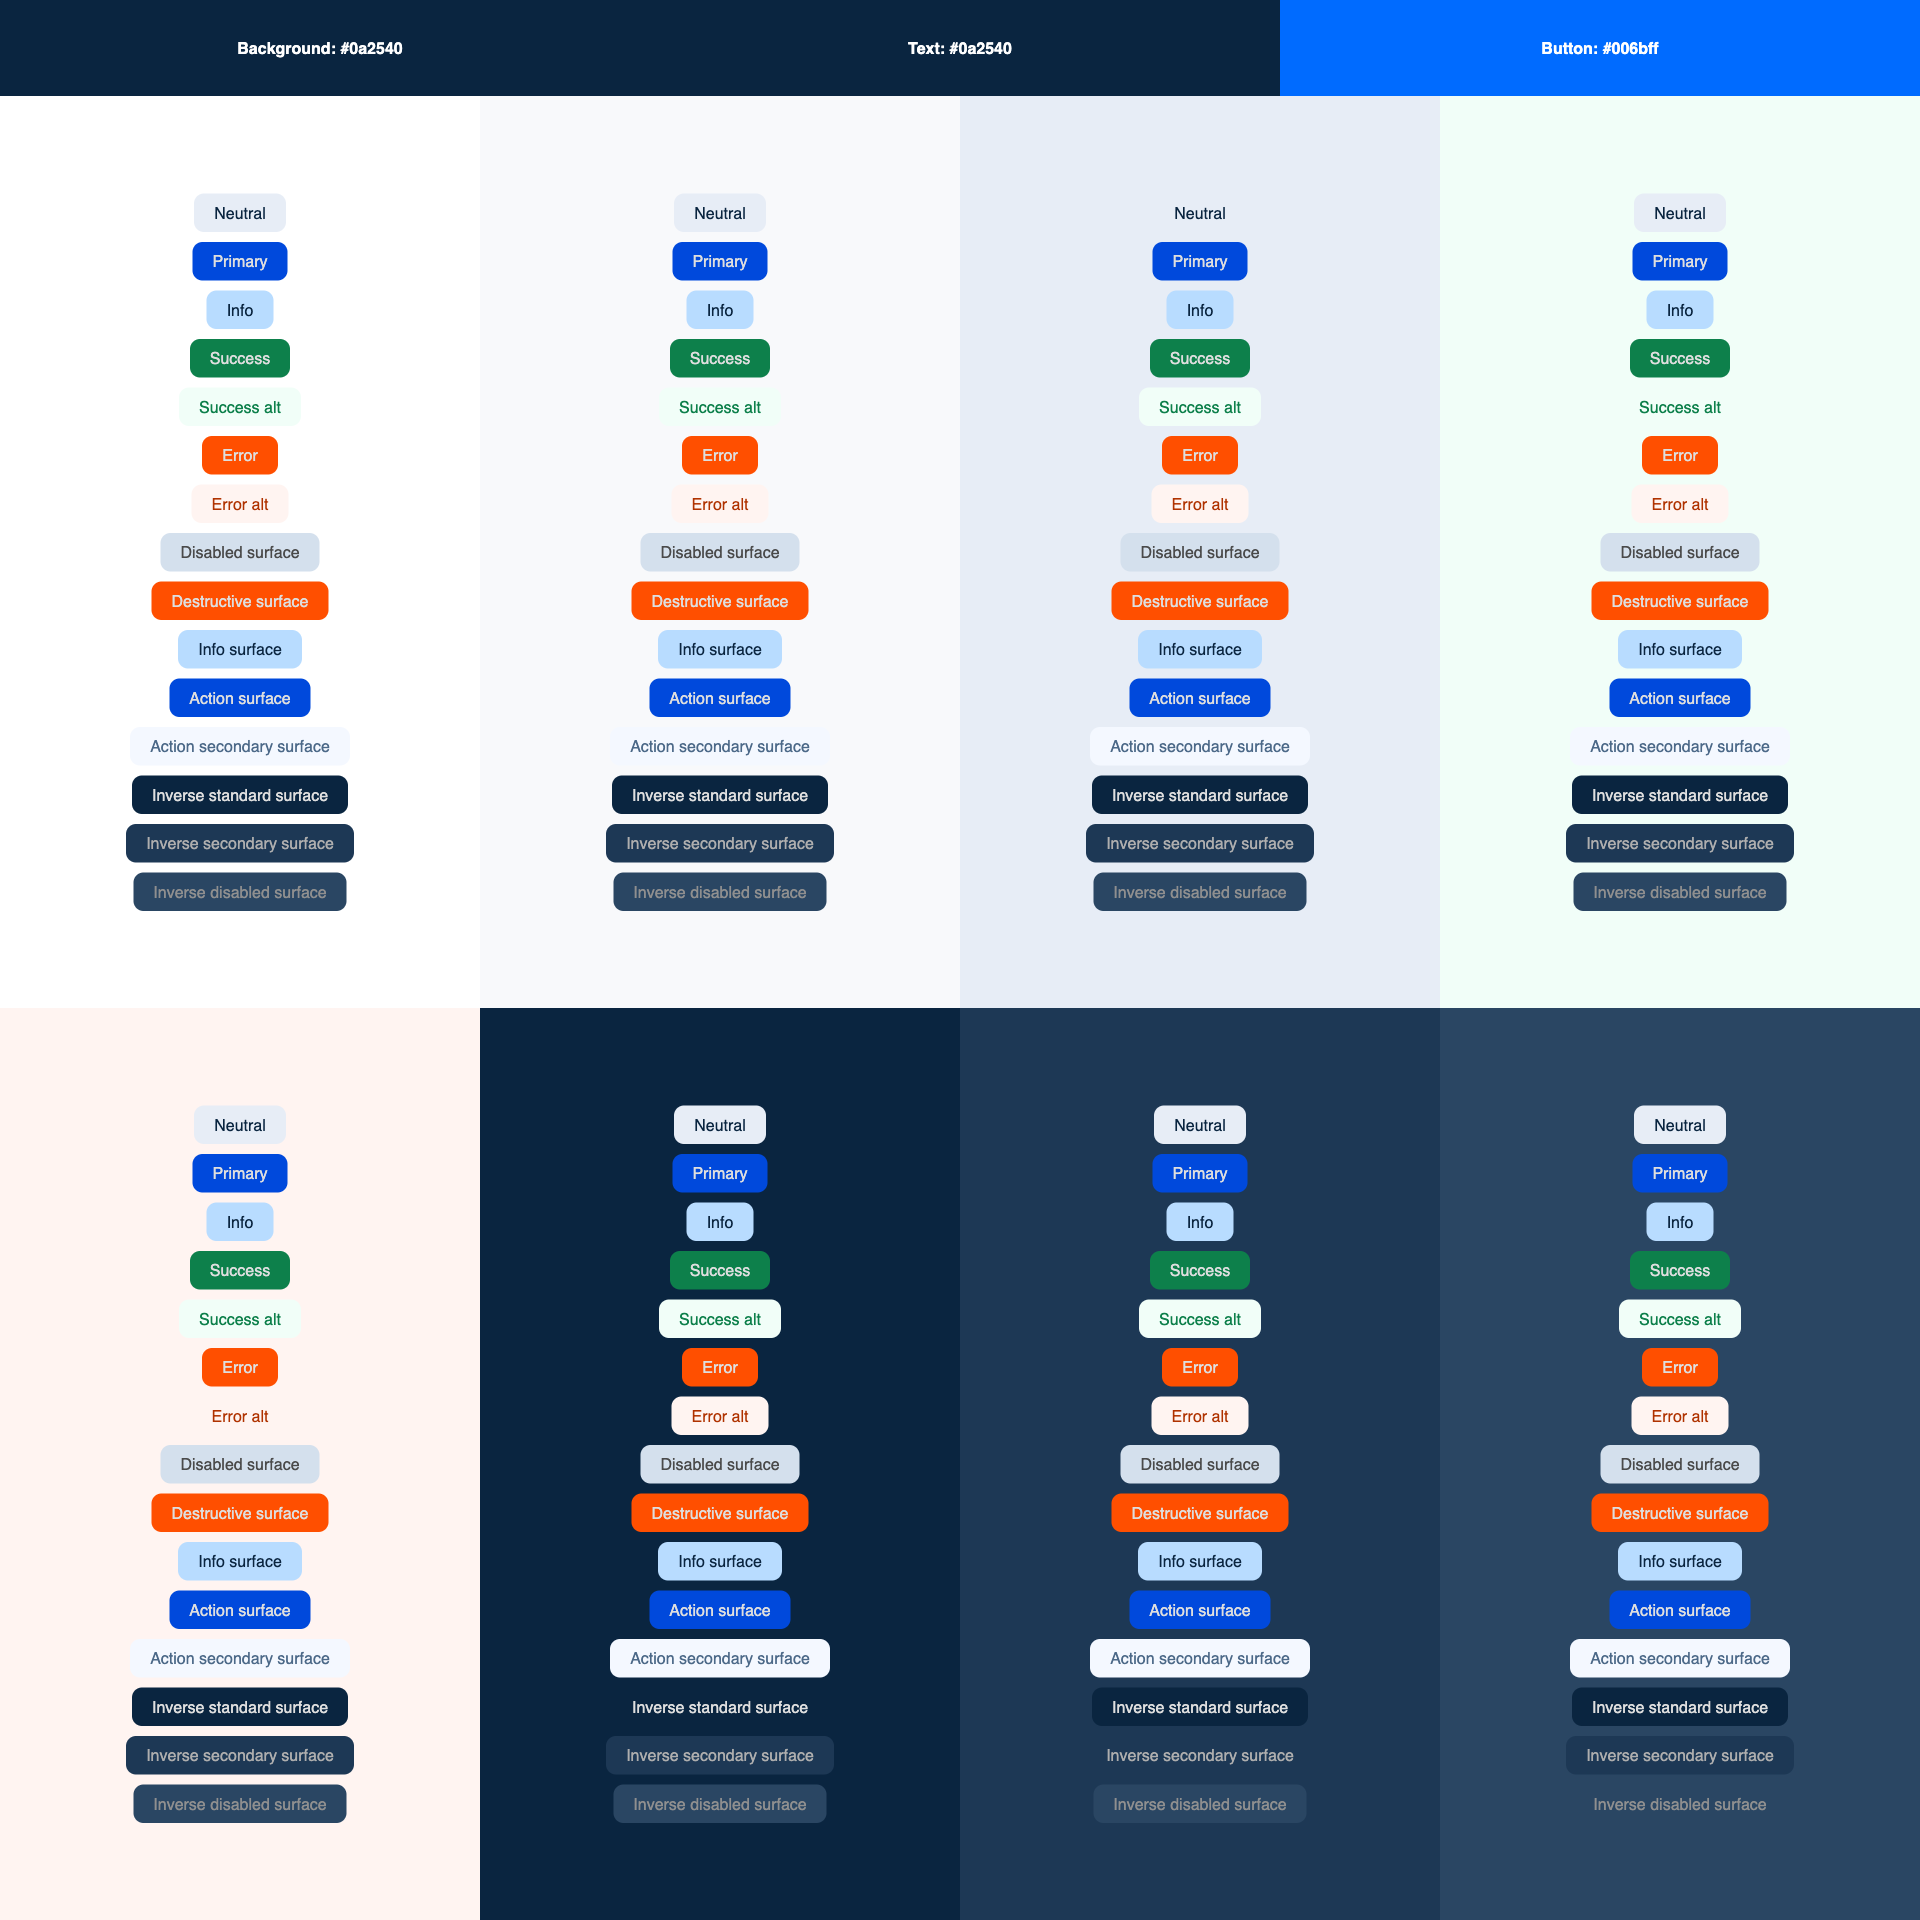 Background: #0a2540
Text: #0a2540
Button: #006bff
Neutral
Primary
Info
Success
Success alt
Error
Error alt
Disabled surface
Destructive surface
Info surface
Action surface
Action secondary surface
Inverse standard surface
Inverse secondary surface
Inverse disabled surface
Neutral
Primary
Info
Success
Success alt
Error
Error alt
Disabled surface
Destructive surface
Info surface
Action surface
Action secondary surface
Inverse standard surface
Inverse secondary surface
Inverse disabled surface
Neutral
Primary
Info
Success
Success alt
Error
Error alt
Disabled surface
Destructive surface
Info surface
Action surface
Action secondary surface
Inverse standard surface
Inverse secondary surface
Inverse disabled surface
Neutral
Primary
Info
Success
Success alt
Error
Error alt
Disabled surface
Destructive surface
Info surface
Action surface
Action secondary surface
Inverse standard surface
Inverse secondary surface
Inverse disabled surface
Neutral
Primary
Info
Success
Success alt
Error
Error alt
Disabled surface
Destructive surface
Info surface
Action surface
Action secondary surface
Inverse standard surface
Inverse secondary surface
Inverse disabled surface
Neutral
Primary
Info
Success
Success alt
Error
Error alt
Disabled surface
Destructive surface
Info surface
Action surface
Action secondary surface
Inverse standard surface
Inverse secondary surface
Inverse disabled surface
Neutral
Primary
Info
Success
Success alt
Error
Error alt
Disabled surface
Destructive surface
Info surface
Action surface
Action secondary surface
Inverse standard surface
Inverse secondary surface
Inverse disabled surface
Neutral
Primary
Info
Success
Success alt
Error
Error alt
Disabled surface
Destructive surface
Info surface
Action surface
Action secondary surface
Inverse standard surface
Inverse secondary surface
Inverse disabled surface